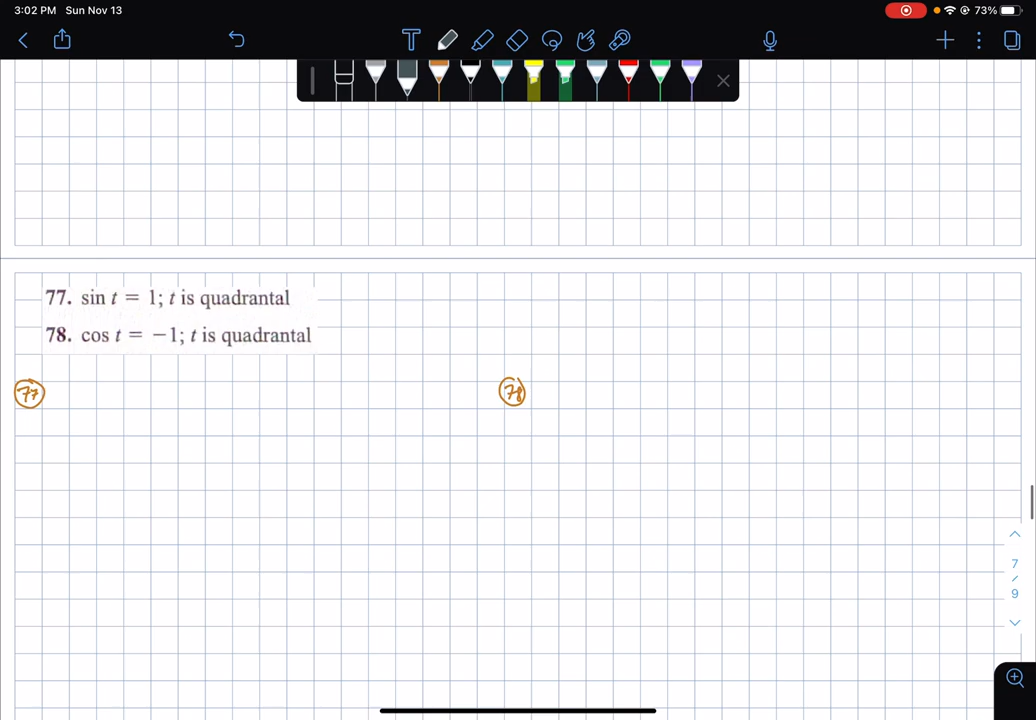 3:02 PM Sun Nov 13
73%
T
77. sin t = 1; t is quadrantal
78. cos t = −1; t is quadrantal
77
78
7
/
9